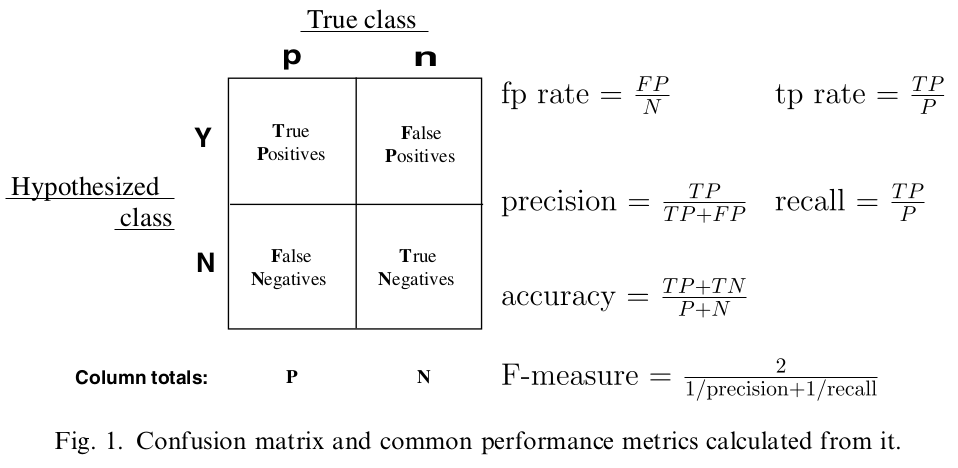 True class
p n
fp rate = FP/N tp rate = TP/P
Y True Positives False Positives
Hypothesized class
precision = TP/TP+FP recall = TP/P
N False Negatives True Negatives
accuracy = TP+TN/P+N
Column totals: P N
F-measure = 2/1/precision+1/recall
Fig. 1. Confusion matrix and common performance metrics calculated from it.